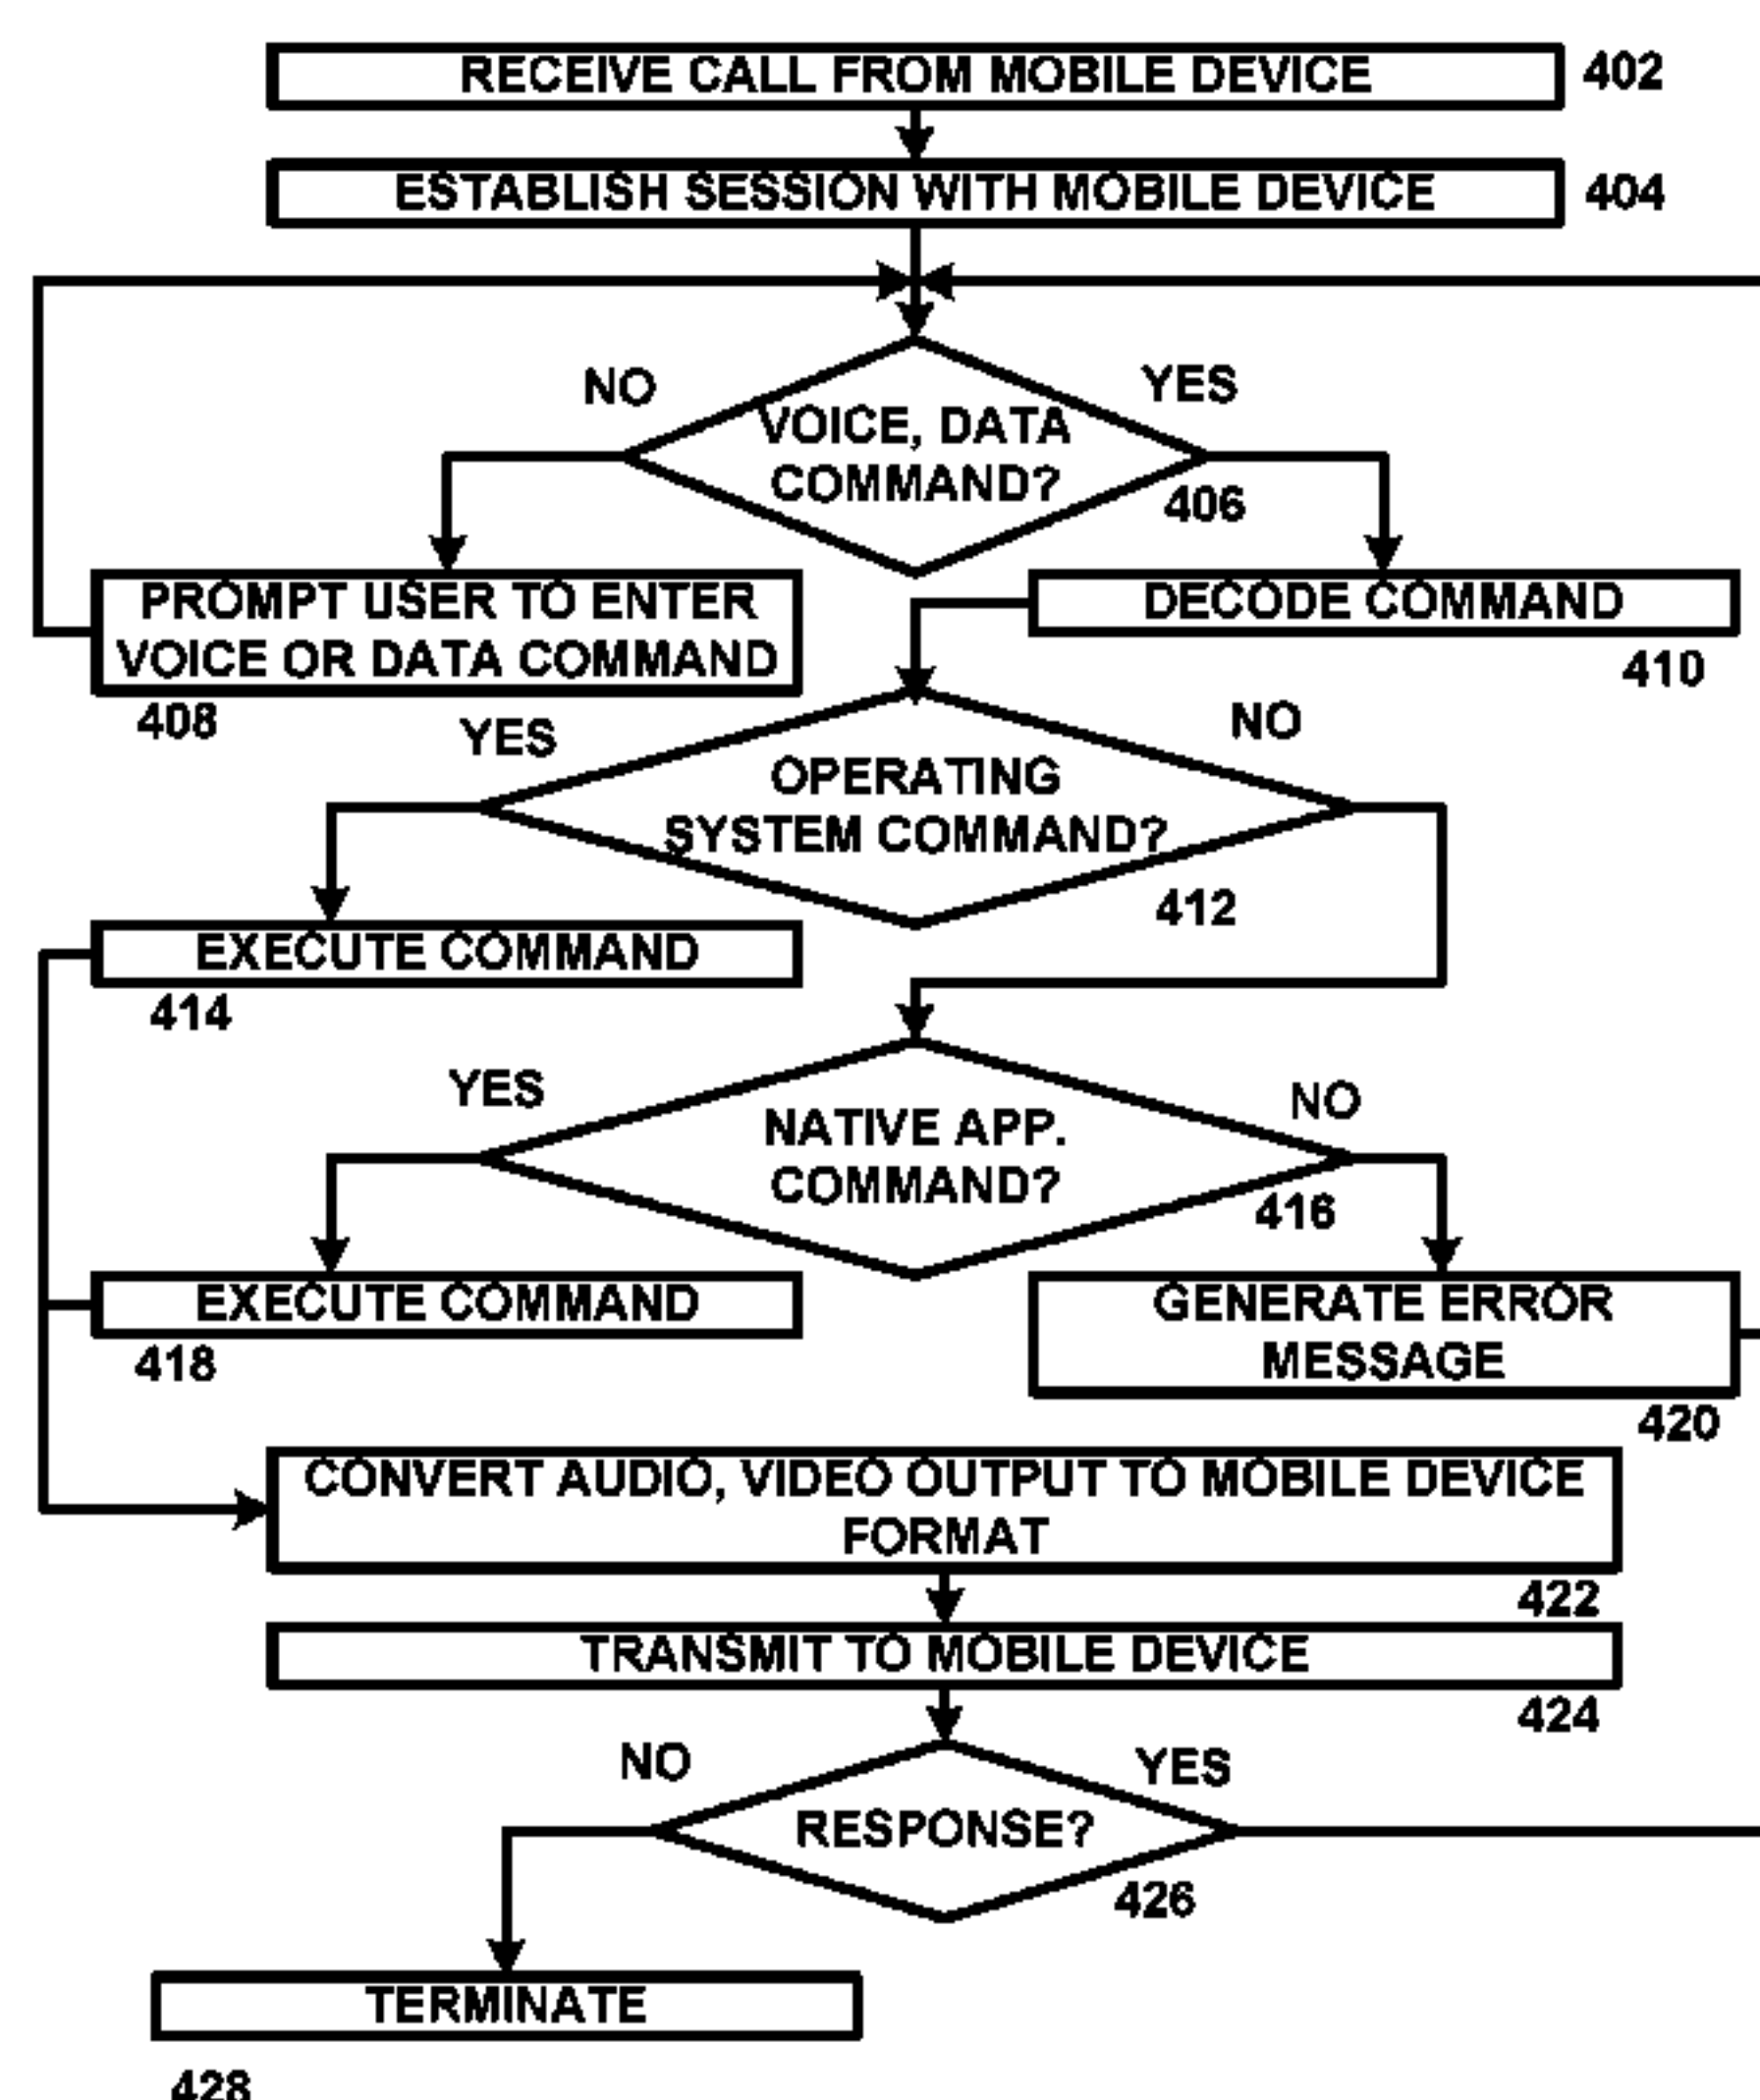 RECEIVE CALL FROM MOBILE DEVICE
402
ESTABLISH SESSION WITH MOBILE DEVICE
404
NO
YES
VOICE, DATA
COMMAND?
406
PROMPT USER TO ENTER
VOICE OR DATA COMMAND
408
DECODE COMMAND
410
YES
NO
OPERATING
SYSTEM COMMAND?
412
EXECUTE COMMAND
414
YES
NO
NATIVE APP.
COMMAND?
416
EXECUTE COMMAND
418
GENERATE ERROR
MESSAGE
420
CONVERT AUDIO, VIDEO OUTPUT TO MOBILE DEVICE
FORMAT
422
TRANSMIT TO MOBILE DEVICE
424
NO
YES
RESPONSE?
426
TERMINATE
428